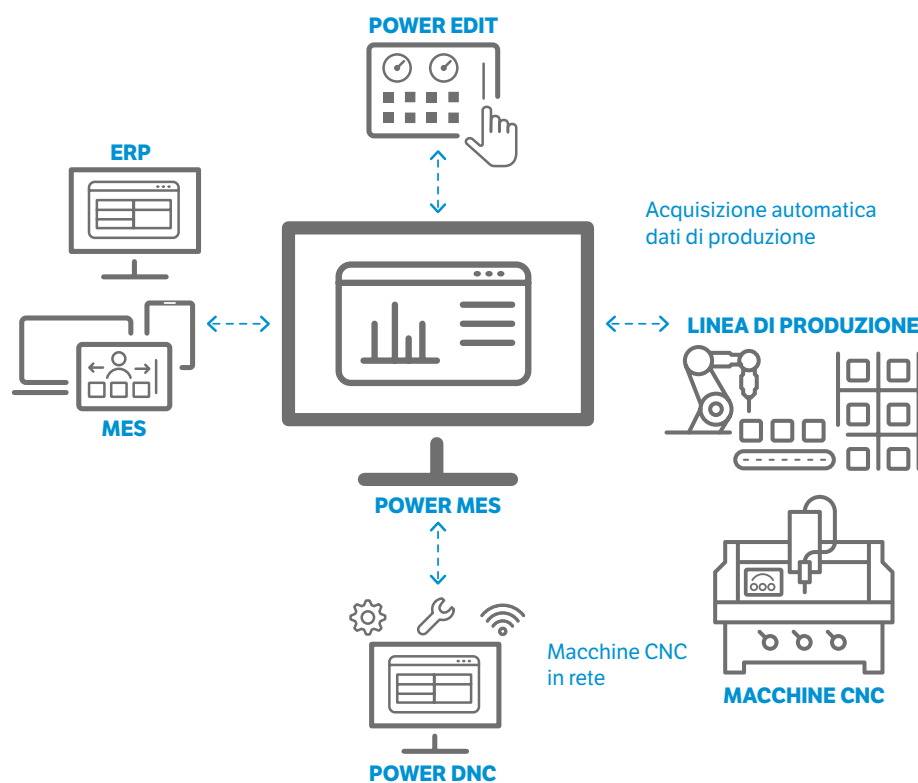 POWER EDIT
ERP
Acquisizione automatica
dati di produzione
LINEA DI PRODUZIONE
MES
POWER MES
Macchine CNC
in rete
MACCHINE CNC
POWER DNC